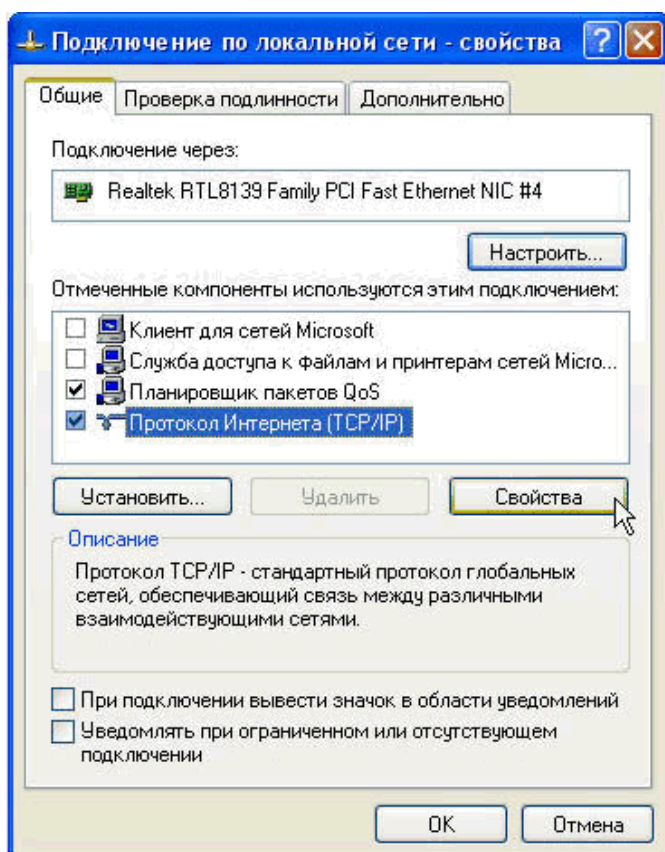 Подключение по локальной сети - свойства
Общие
Проверка подлинности
Дополнительно
Подключение через:
Realtek RTL8139 Family PCI Fast Ethernet NIC #4
Настроить...
Отмеченные компоненты используются этим подключением:
Клиент для сетей Microsoft
Служба доступа к файлам и принтерам сетей Micro...
Планировщик пакетов QoS
Протокол Интернета (TCP/IP)
Установить...
Удалить
Свойства
Описание
Протокол TCP/IP - стандартный протокол глобальных
сетей, обеспечивающий связь между различными
взаимодействующими сетями.
При подключении вывести значок в области уведомлений
Уведомлять при ограниченном или отсутствующем
подключении
OK
Отмена